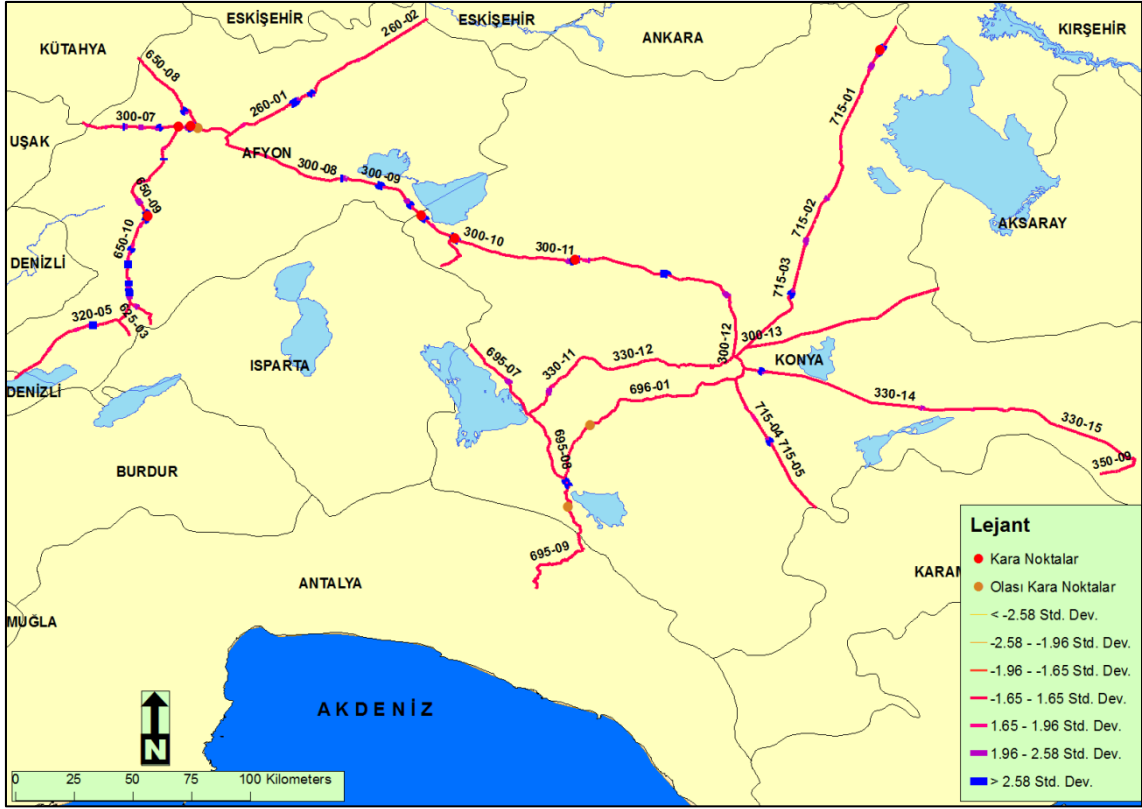 ESKİŞEHİR
ESKİŞEHİR
260-02
ANKARA
KIRŞEHİR
KÜTAHYA
650-08
260-01
715-01
300-07
UŞAK
AFYON
300-08
300-09
650-09
715-02
AKSARAY
650-10
300-10
300-11
DENİZLİ
715-03
320-05
625-03
300-12
300-13
ISPARTA
695-07
330-11
330-12
KONYA
DENİZLİ
696-01
330-14
330-15
715-04
715-05
695-08
350-09
BURDUR
695-09
ANTALYA
KARAM
MUĞLA
AKDENİZ
N
0 25 50 75 100 Kilometers
Lejant
Kara Noktalar
Olası Kara Noktalar
< -2.58 Std. Dev.
-2.58 - -1.96 Std. Dev.
-1.96 - -1.65 Std. Dev.
-1.65 - 1.65 Std. Dev.
1.65 - 1.96 Std. Dev.
1.96 - 2.58 Std. Dev.
> 2.58 Std. Dev.